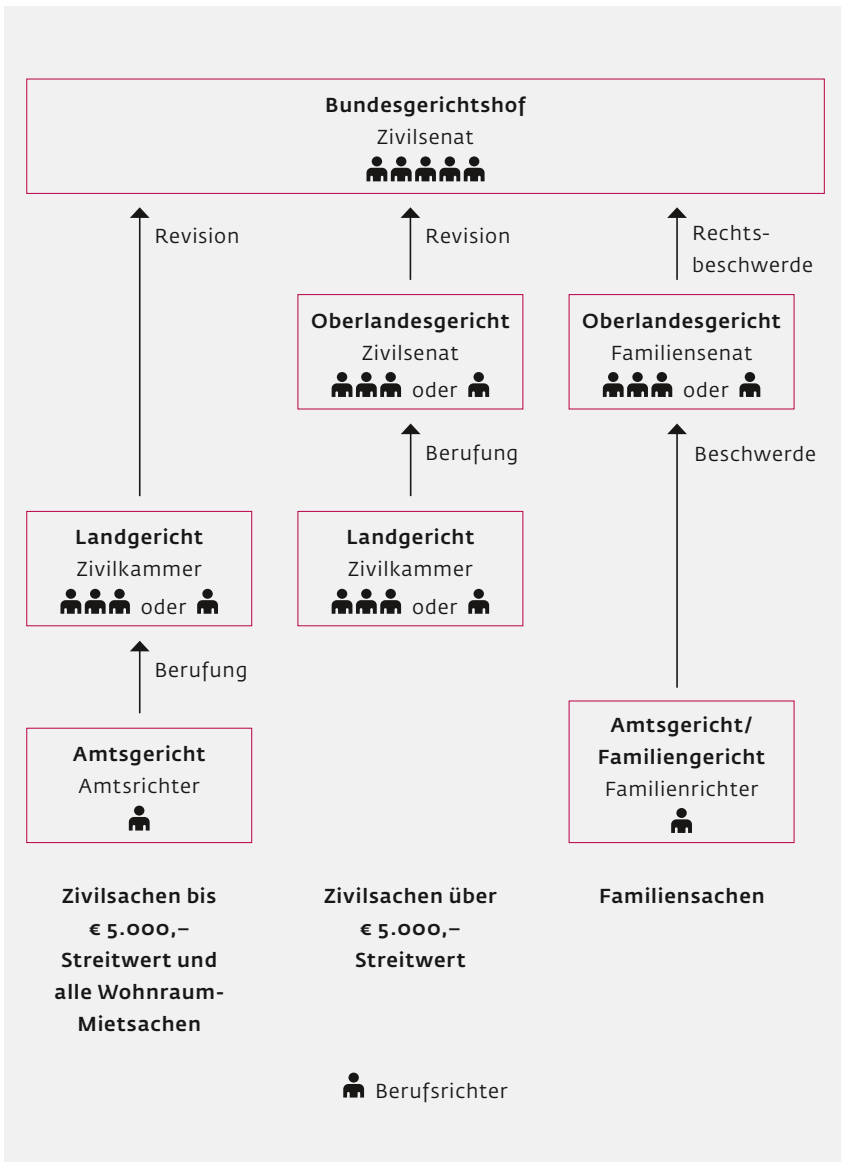 Bundesgerichtshof
Zivilsenat
Revision
Revision
Rechts-
beschwerde
Oberlandesgericht
Zivilsenat
oder
Oberlandesgericht
Familiensenat
oder
Berufung
Beschwerde
Landgericht
Zivilkammer
oder
Landgericht
Zivilkammer
oder
Berufung
Amtsgericht
Amtsrichter
Amtsgericht/
Familiengericht
Familienrichter
Zivilsachen bis
€ 5.000,–
Streitwert und
alle Wohnraum-
Mietsachen
Zivilsachen über
€ 5.000,–
Streitwert
Familiensachen
Berufsrichter